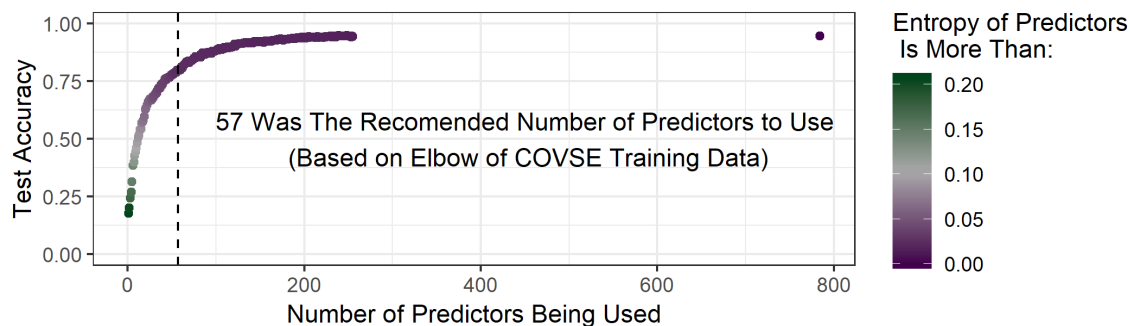 Entropy of Predictors
Is More Than:
1.00
0.75
0.50
0.25
0.00
Test Accuracy
57 Was The Recomended Number of Predictors to Use
(Based on Elbow of COVSE Training Data)
0
200
400
600
800
Number of Predictors Being Used
0.20
0.15
0.10
0.05
0.00